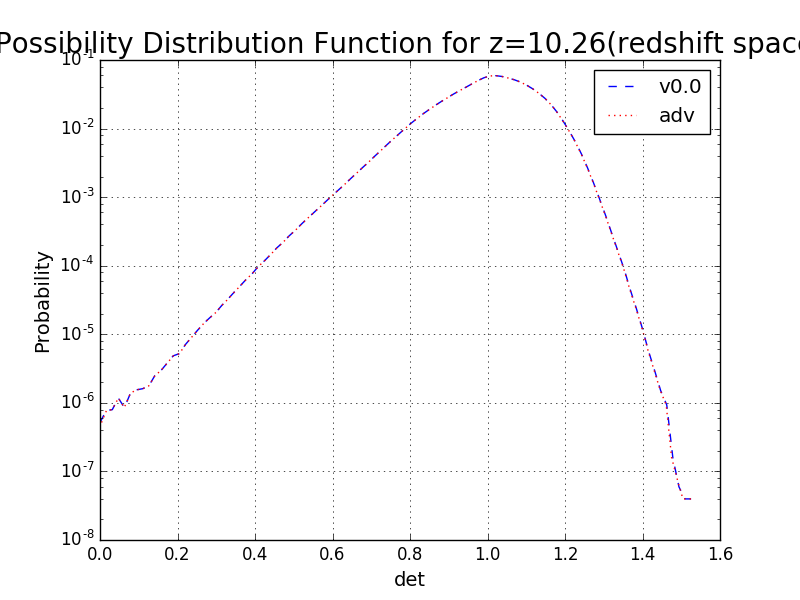 Possibility Distribution Function for z=10.26(redshift spac
v0.0
adv
Probability
10^-1
10^-2
10^-3
10^-4
10^-5
10^-6
10^-7
10^-8
0.0 0.2 0.4 0.6 0.8 1.0 1.2 1.4 1.6
det